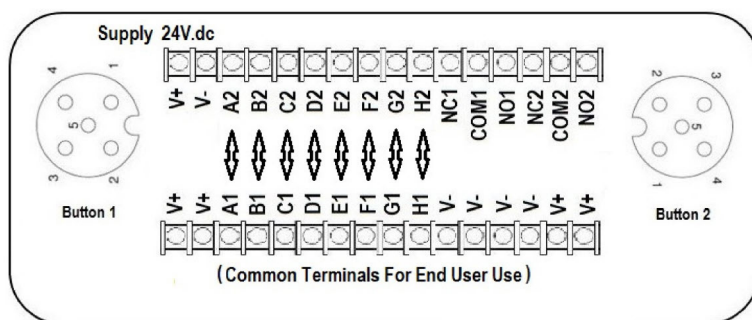 Supply 24V.dc
V+ V- A2 B2 C2 D2 E2 F2 G2 H2 NC1 COM1 NO1 NC2 COM2 NO2
4 1
5
3 2
Button 1
2 3
5
1 4
Button 2
V+ V+ A1 B1 C1 D1 E1 F1 G1 H1 V- V- V- V- V+ V+
(Common Terminals For End User Use)